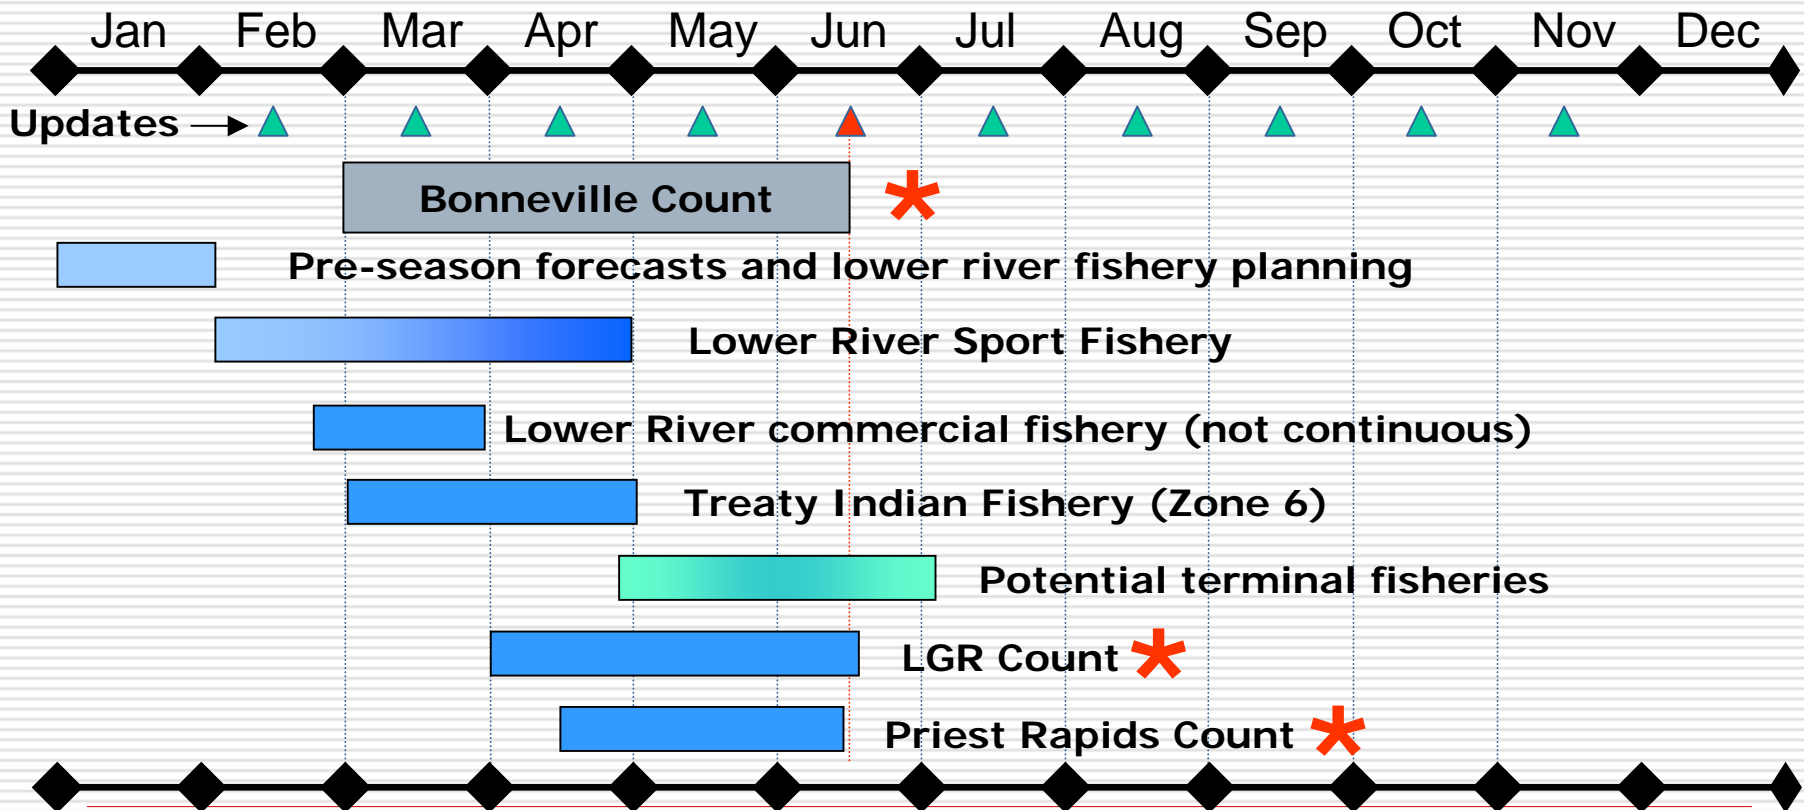 Jan Feb Mar Apr May Jun Jul Aug Sep Oct Nov Dec
Updates
Bonneville Count *
Pre-season forecasts and lower river fishery planning
Lower River Sport Fishery
Lower River commercial fishery (not continuous)
Treaty Indian Fishery (Zone 6)
Potential terminal fisheries
LGR Count *
Priest Rapids Count *